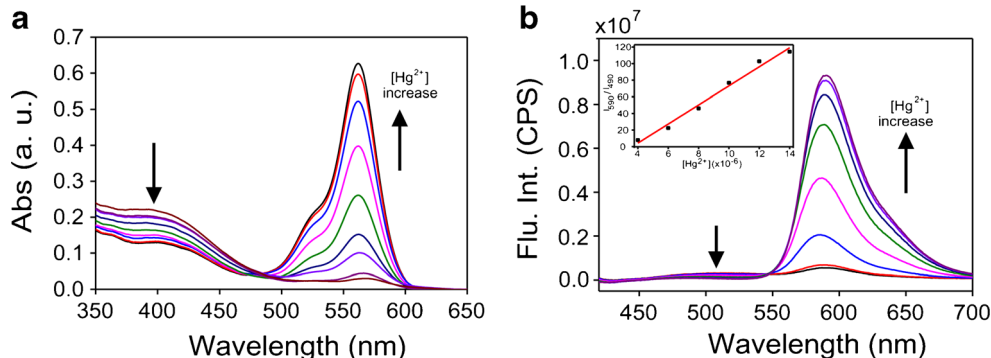 a
0.7
0.6
0.5
0.4
0.3
0.2
0.1
0.0
Abs (a. u.)
[Hg²⁺]
increase
350 400 450 500 550 600 650
Wavelength (nm)
b
x10⁷
1.0
0.8
0.6
0.4
0.2
0.0
Flu. Int. (CPS)
120
100
80
60
40
20
0
I₅₉₀/I₄₉₀
4 6 8 10 12 14
[Hg²⁺](x10⁻⁶)
[Hg²⁺]
increase
450 500 550 600 650 700
Wavelength (nm)